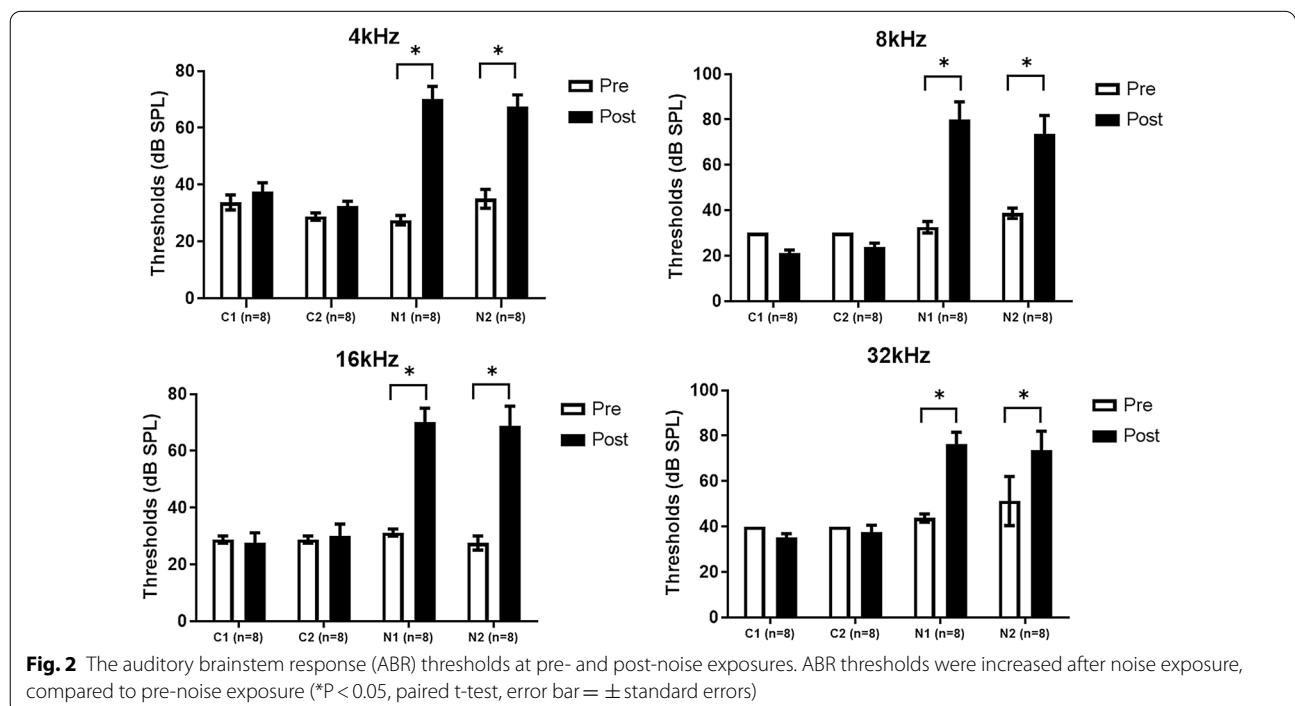 4kHz
Thresholds (dB SPL)
80
60
40
20
0
*
*
Pre
Post
C1 (n=8)
C2 (n=8)
N1 (n=8)
N2 (n=8)
8kHz
Thresholds (dB SPL)
100
80
60
40
20
0
*
*
Pre
Post
C1 (n=8)
C2 (n=8)
N1 (n=8)
N2 (n=8)
16kHz
Thresholds (dB SPL)
80
60
40
20
0
*
*
Pre
Post
C1 (n=8)
C2 (n=8)
N1 (n=8)
N2 (n=8)
32kHz
Thresholds (dB SPL)
100
80
60
40
20
0
*
*
Pre
Post
C1 (n=8)
C2 (n=8)
N1 (n=8)
N2 (n=8)
Fig. 2 The auditory brainstem response (ABR) thresholds at pre- and post-noise exposures. ABR thresholds were increased after noise exposure,
compared to pre-noise exposure (*P < 0.05, paired t-test, error bar = ± standard errors)